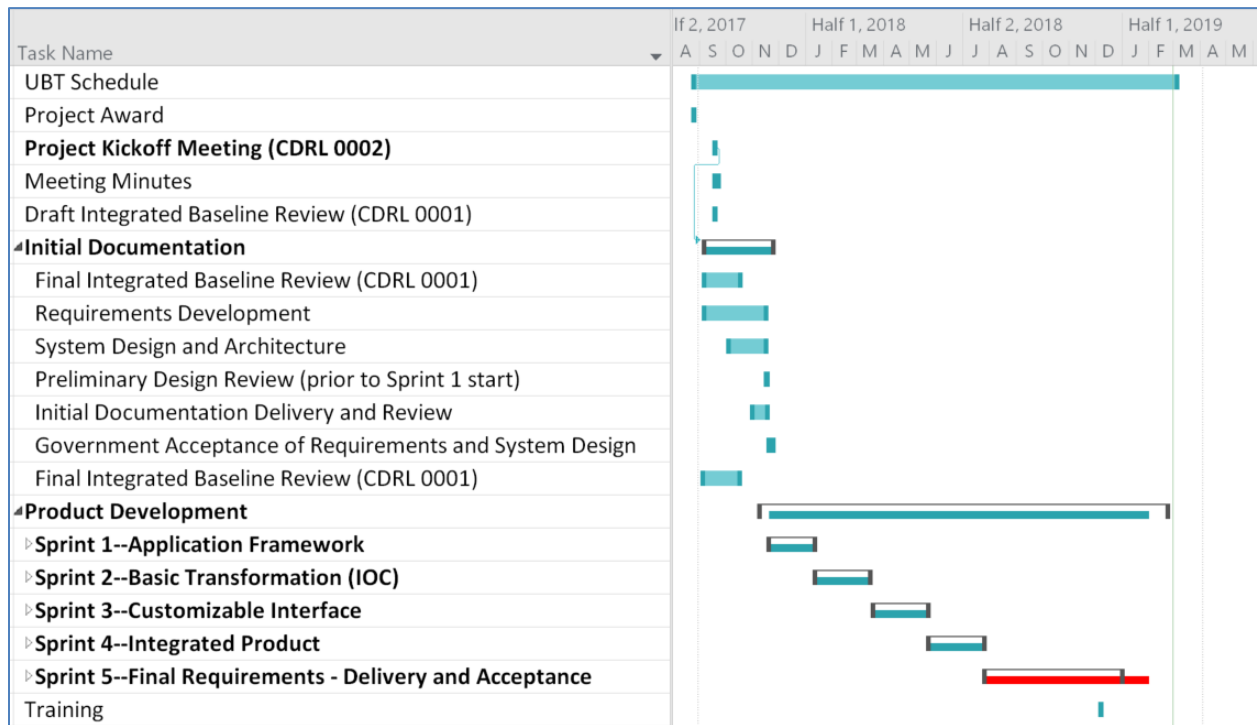 lf 2, 2017 Half 1, 2018 Half 2, 2018 Half 1, 2019
Task Name A S O N D J F M A M J J A S O N D J F M A M
UBT Schedule
Project Award
Project Kickoff Meeting (CDRL 0002)
Meeting Minutes
Draft Integrated Baseline Review (CDRL 0001)
Initial Documentation
Final Integrated Baseline Review (CDRL 0001)
Requirements Development
System Design and Architecture
Preliminary Design Review (prior to Sprint 1 start)
Initial Documentation Delivery and Review
Government Acceptance of Requirements and System Design
Final Integrated Baseline Review (CDRL 0001)
Product Development
Sprint 1--Application Framework
Sprint 2--Basic Transformation (IOC)
Sprint 3--Customizable Interface
Sprint 4--Integrated Product
Sprint 5--Final Requirements - Delivery and Acceptance
Training